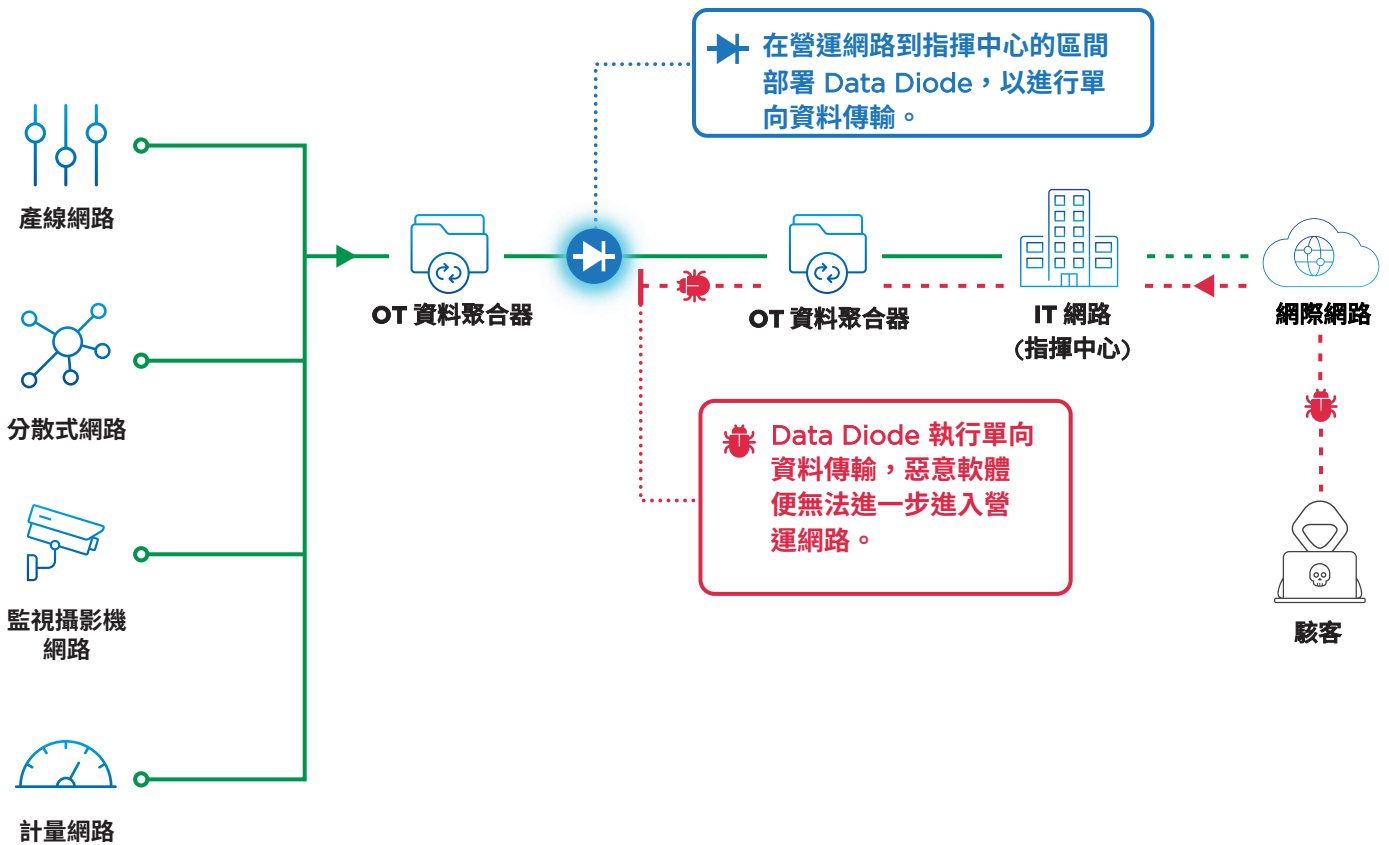 在營運網路到指揮中心的區間
部署 Data Diode，以進行單
向資料傳輸。
產線網路
OT 資料聚合器
OT 資料聚合器
IT 網路
(指揮中心)
網際網路
分散式網路
Data Diode 執行單向
資料傳輸，惡意軟體
便無法進一步進入營
運網路。
監視攝影機
網路
駭客
計量網路